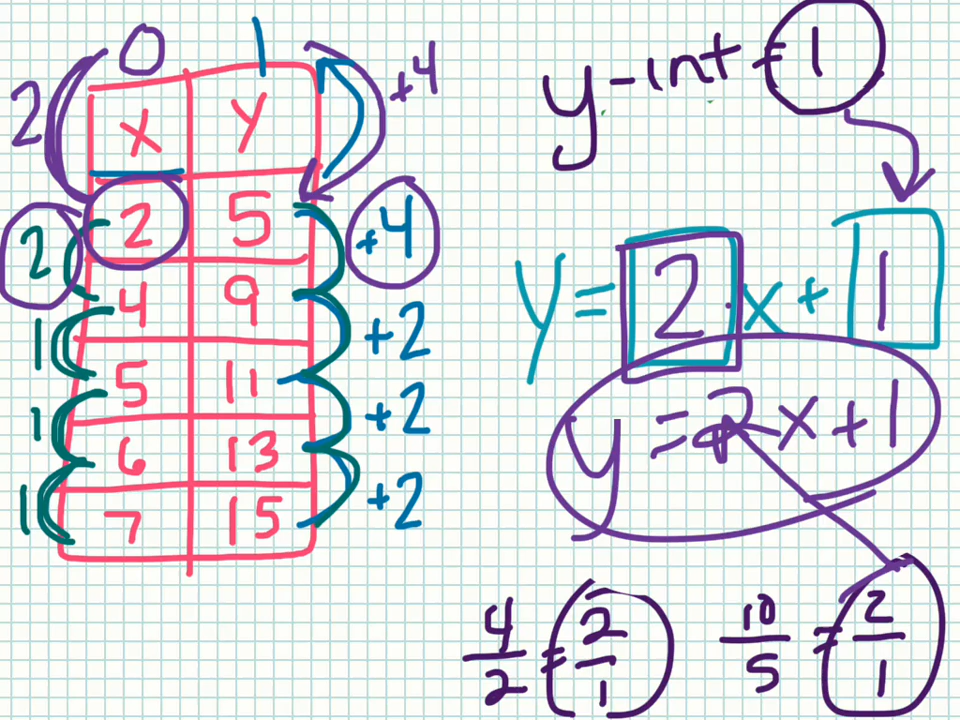 0 1
2 x y +4
2 2 5 +4
1 4 9 +2
1 5 11 +2
1 6 13 +2
7 15
y-int = 1
y = 2 x + 1
y = 2x + 1
4/2 = 2/1
10/5 = 2/1